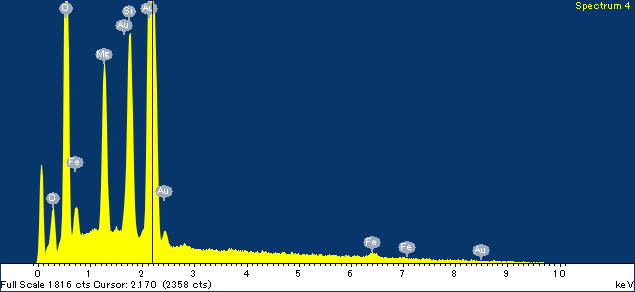 Spectrum 4
O Si Au
Au
Mg
Fe
Au
C
Fe Fe Au
0 1 2 3 4 5 6 7 8 9 10
Full Scale 1816 cts Cursor: 2.170 (2358 cts) keV